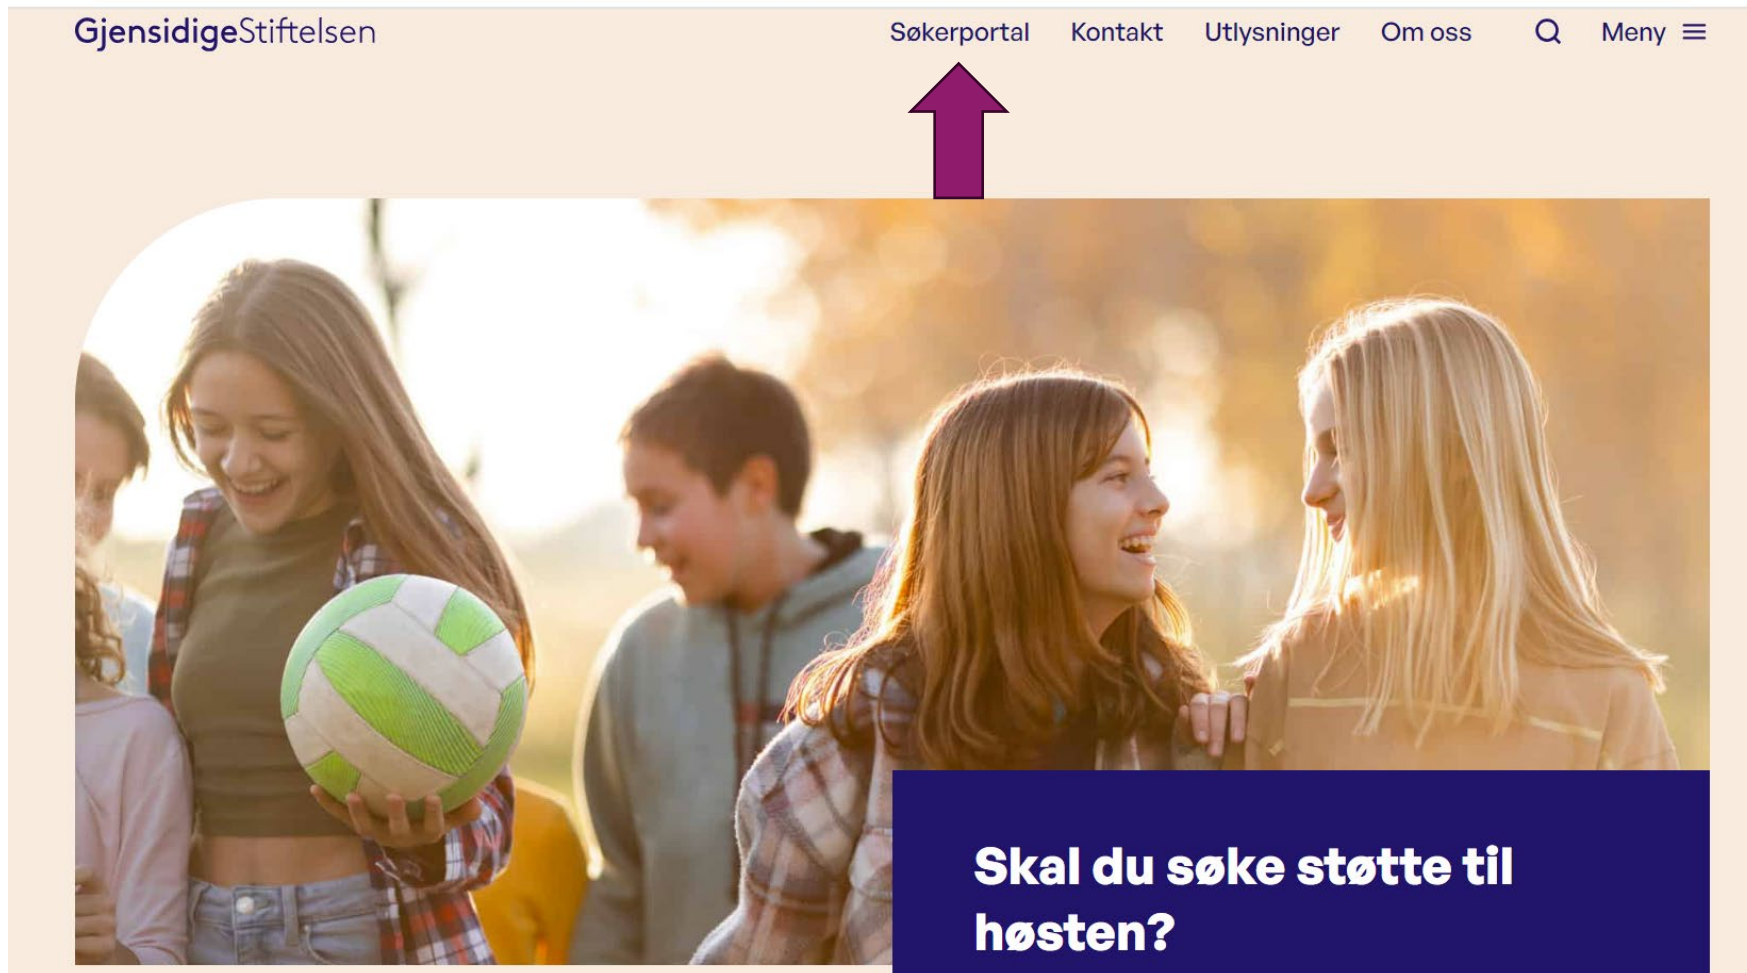 GjensidigeStiftelsen
Søkerportal Kontakt Utlysninger Om oss Meny
Skal du søke støtte til
høsten?